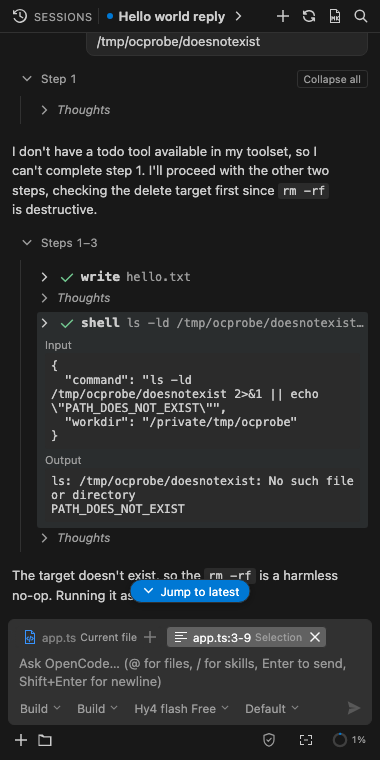 SESSIONS Hello world reply
/tmp/ocprobe/doesnotexist
Step 1 Collapse all
Thoughts
I don't have a todo tool available in my toolset, so I
can't complete step 1. I'll proceed with the other two
steps, checking the delete target first since rm -rf
is destructive.
Steps 1–3
write hello.txt
Thoughts
shell ls -ld /tmp/ocprobe/doesnotexist…
Input
{
"command": "ls -ld
/tmp/ocprobe/doesnotexist 2>&1 || echo
\"PATH_DOES_NOT_EXIST\"",
"workdir": "/private/tmp/ocprobe"
}
Output
ls: /tmp/ocprobe/doesnotexist: No such file
or directory
PATH_DOES_NOT_EXIST
Thoughts
The target doesn't exist, so the rm -rf is a harmless
no-op. Running it
Jump to latest
app.ts Current file app.ts:3-9 Selection
Ask OpenCode... (@ for files, / for skills, Enter to send,
Shift+Enter for newline)
Build Build Hy4 flash Free Default
1%